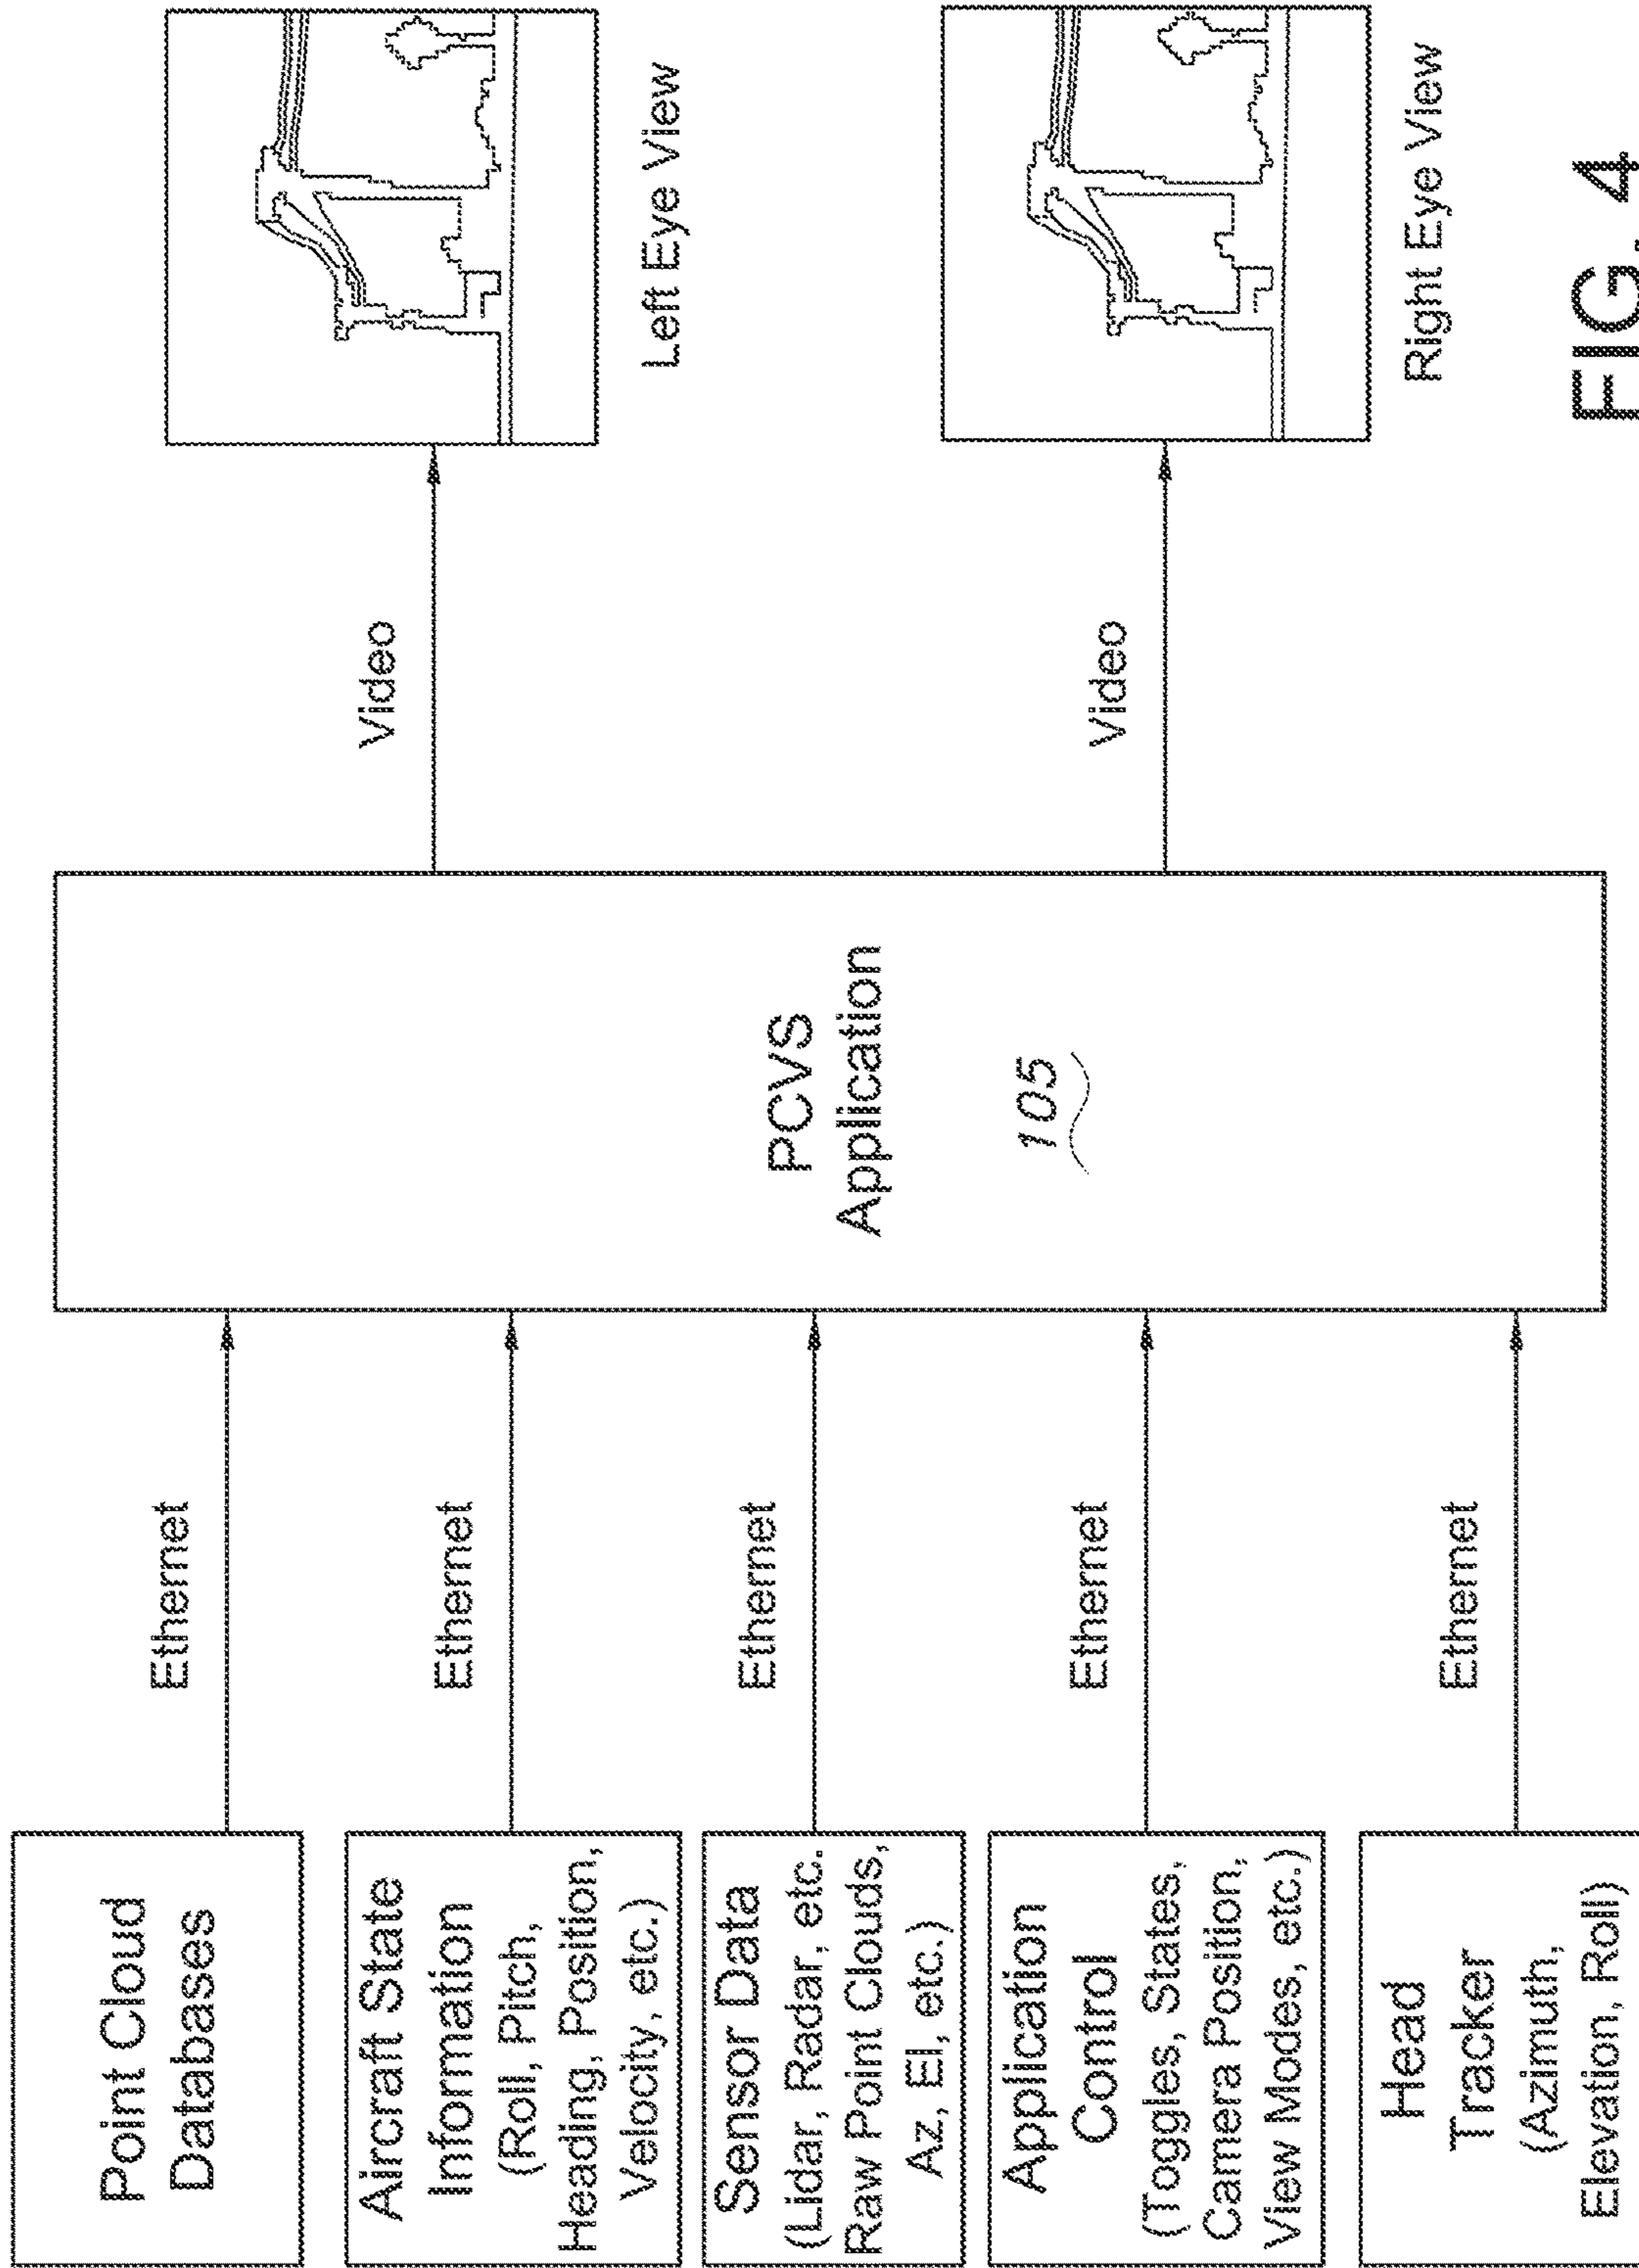 Point Cloud
Databases
Ethernet
Aircraft State
Information
(Roll, Pitch,
Heading, Position,
Velocity, etc.)
Ethernet
Sensor Data
(Lidar, Radar, etc.
Raw Point Clouds,
Az, El, etc.)
Ethernet
Application
Control
(Toggles, States,
Camera Position,
View Modes, etc.)
Ethernet
Head
Tracker
(Azimuth,
Elevation, Roll)
Ethernet
PCVS
Application
105
Video
Left Eye View
Video
Right Eye View
FIG. 4